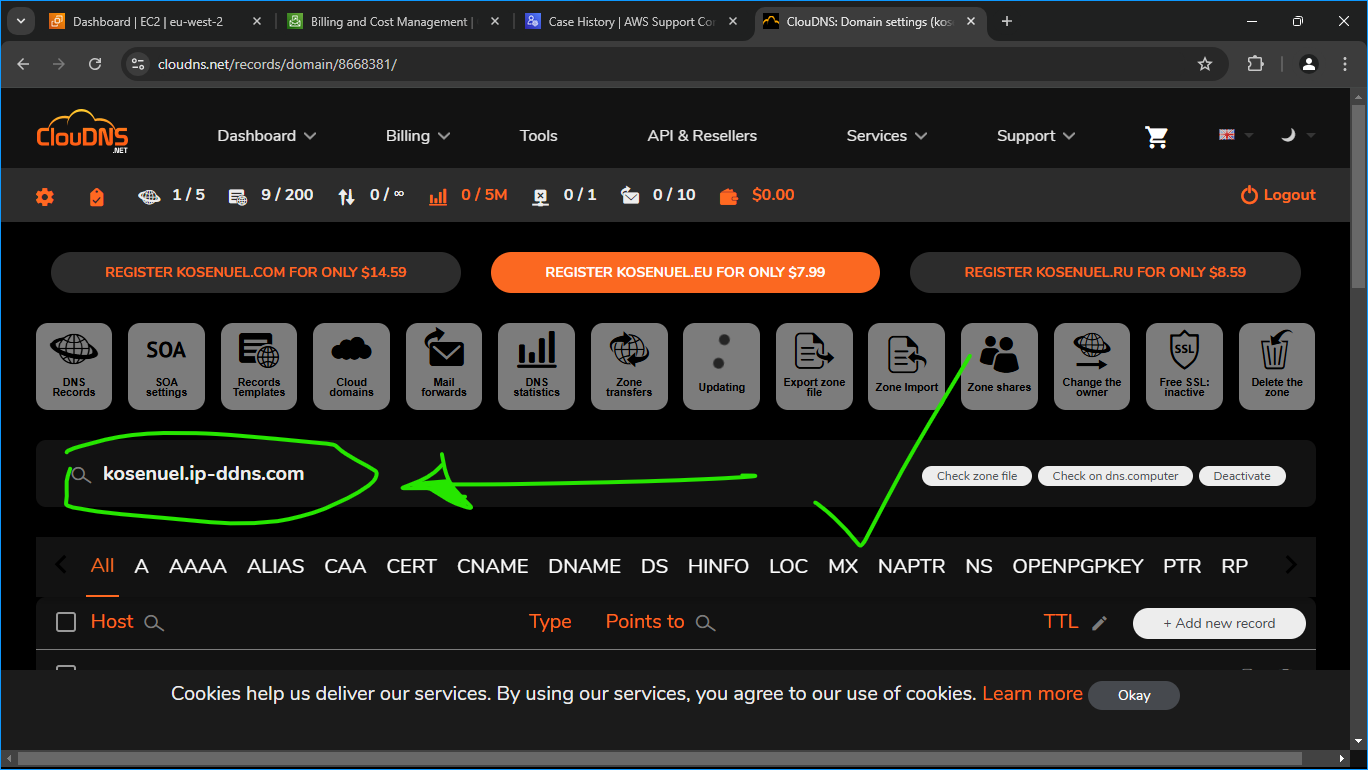 Dashboard | EC2 | eu-west-2
Billing and Cost Management |
Case History | AWS Support Co
ClouDNS: Domain settings (kos
cloudns.net/records/domain/8668381/
ClouDNS
.NET
Dashboard
Billing
Tools
API & Resellers
Services
Support
1 / 5
9 / 200
0 / ∞
0 / 5M
0 / 1
0 / 10
$0.00
Logout
REGISTER KOSENUEL.COM FOR ONLY $14.59
REGISTER KOSENUEL.EU FOR ONLY $7.99
REGISTER KOSENUEL.RU FOR ONLY $8.59
DNS
Records
SOA
SOA
settings
Records
Templates
Cloud
domains
Mail
forwards
DNS
statistics
Zone
transfers
Updating
Export zone
file
Zone Import
Zone shares
Change the
owner
SSL
Free SSL:
inactive
Delete the
zone
kosenuel.ip-ddns.com
Check zone file
Check on dns.computer
Deactivate
All A AAAA ALIAS CAA CERT CNAME DNAME DS HINFO LOC MX NAPTR NS OPENPGPKEY PTR RP
Host
Type
Points to
TTL
+ Add new record
Cookies help us deliver our services. By using our services, you agree to our use of cookies. Learn more
Okay